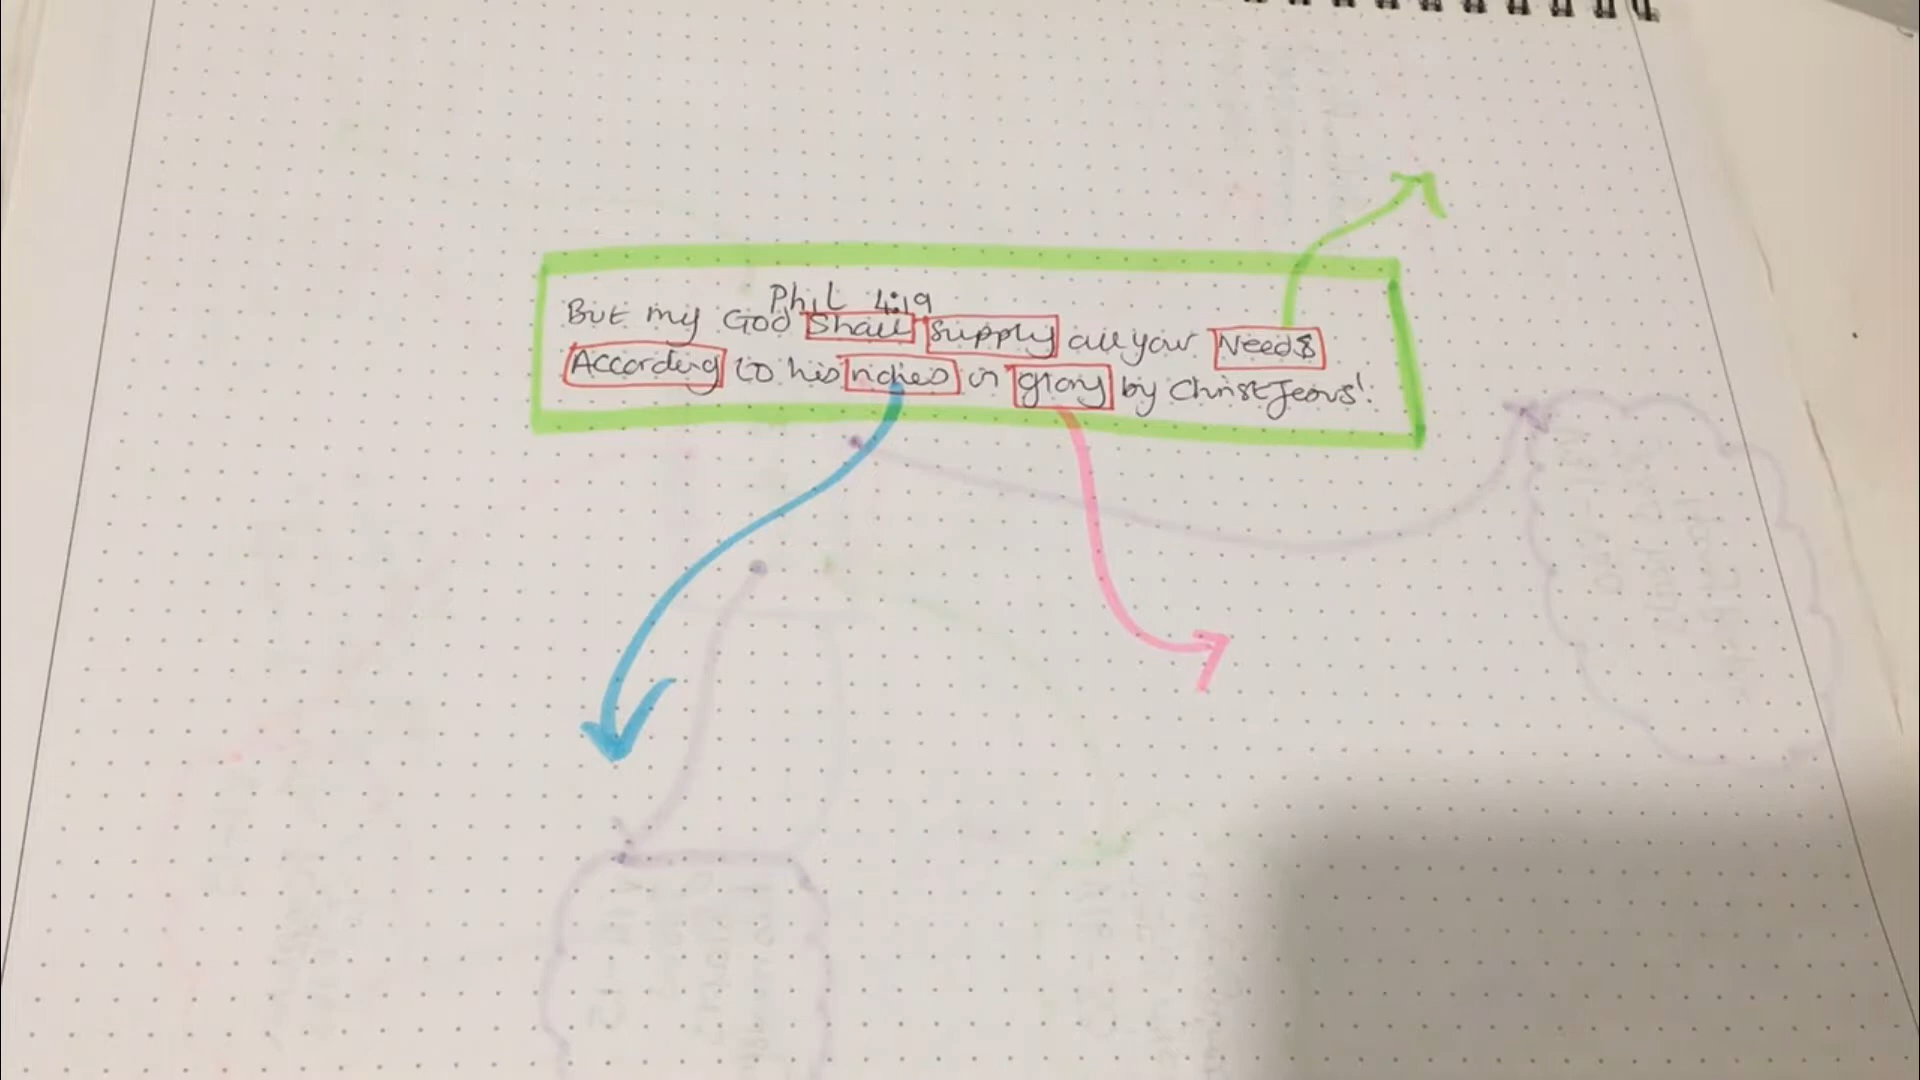 Phil 4:19
But my God Shall Supply all your Needs
According to his riches in glory by Christ Jesus!